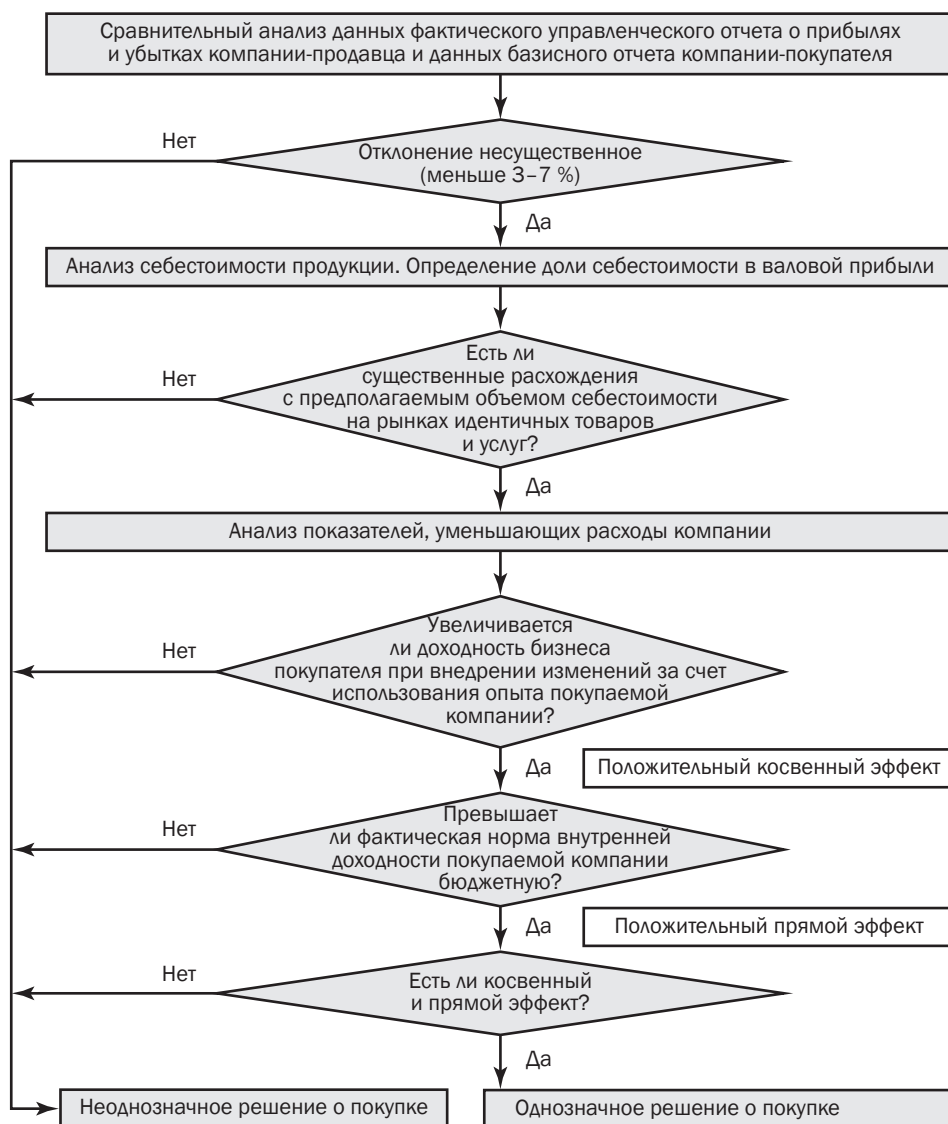 Сравнительный анализ данных фактического управленческого отчета о прибылях
и убытках компании-продавца и данных базисного отчета компании-покупателя
Нет
Отклонение несущественное
(меньше 3–7 %)
Да
Анализ себестоимости продукции. Определение доли себестоимости в валовой прибыли
Нет
Есть ли
существенные расхождения
с предполагаемым объемом себестоимости
на рынках идентичных товаров
и услуг?
Да
Анализ показателей, уменьшающих расходы компании
Нет
Увеличивается
ли доходность бизнеса
покупателя при внедрении изменений за счет
использования опыта покупаемой
компании?
Да
Положительный косвенный эффект
Нет
Превышает
ли фактическая норма внутренней
доходности покупаемой компании
бюджетную?
Да
Положительный прямой эффект
Нет
Есть ли косвенный
и прямой эффект?
Да
Неоднозначное решение о покупке
Однозначное решение о покупке